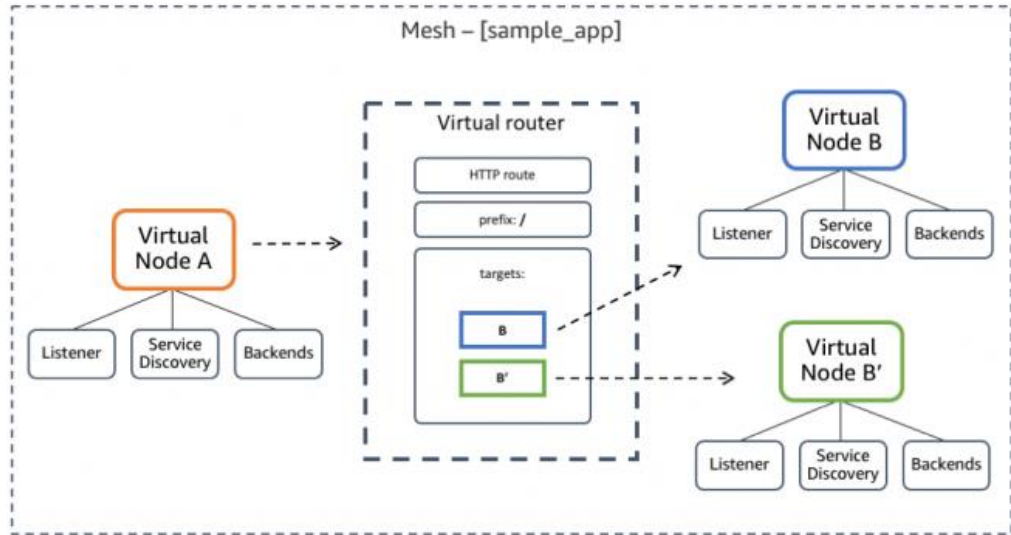 Mesh – [sample_app]
Virtual router
HTTP route
prefix: /
targets:
B
B′
Virtual
Node A
Listener
Service
Discovery
Backends
Virtual
Node B
Listener
Service
Discovery
Backends
Virtual
Node B′
Listener
Service
Discovery
Backends